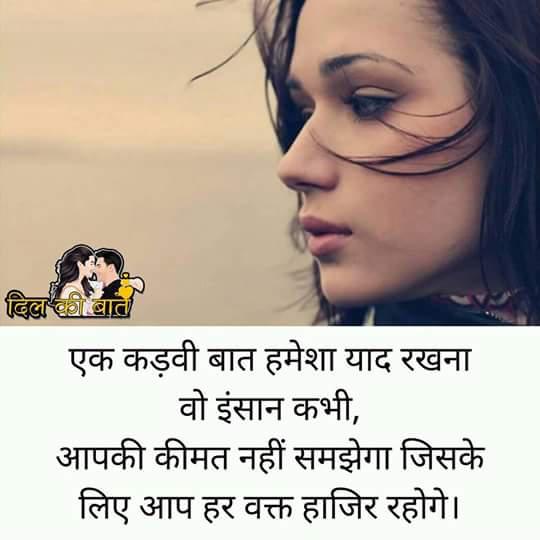 दिल की बात
एक कड़वी बात हमेशा याद रखना
वो इंसान कभी,
आपकी कीमत नहीं समझेगा जिसके
लिए आप हर वक्त हाजिर रहोगे।